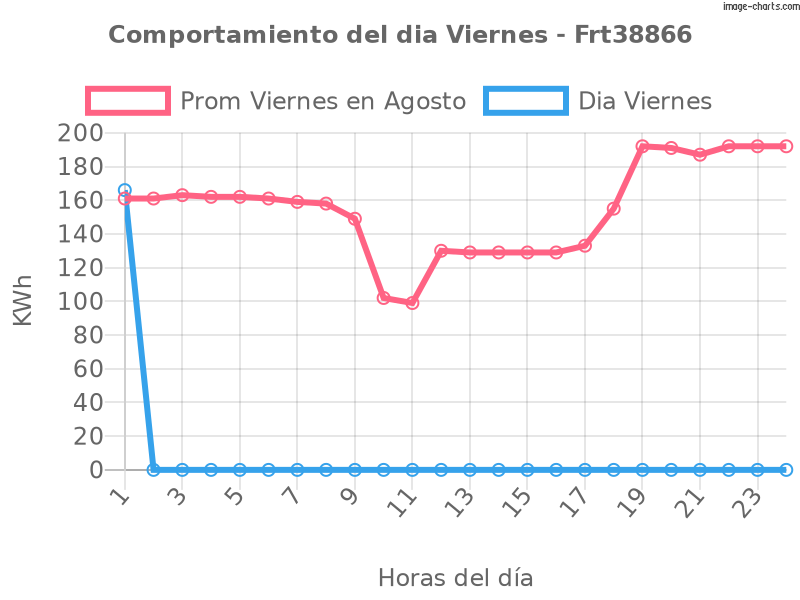 image-charts.com
Comportamiento del dia Viernes - Frt38866
Prom Viernes en Agosto Dia Viernes
200
180
160
140
120
100
80
60
40
20
0
KWh
1 3 5 7 9 11 13 15 17 19 21 23
Horas del día